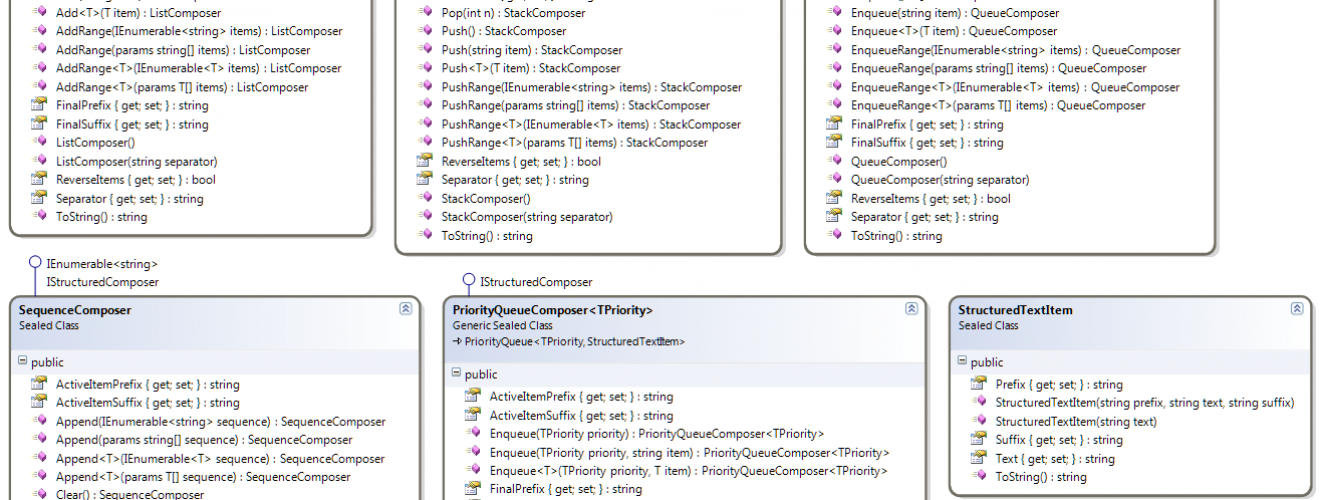 Add<T>(T item) : ListComposer
AddRange(IEnumerable<string> items) : ListComposer
AddRange(params string[] items) : ListComposer
AddRange<T>(IEnumerable<T> items) : ListComposer
AddRange<T>(params T[] items) : ListComposer
FinalPrefix { get; set; } : string
FinalSuffix { get; set; } : string
ListComposer()
ListComposer(string separator)
ReverseItems { get; set; } : bool
Separator { get; set; } : string
ToString() : string
Pop(int n) : StackComposer
Push() : StackComposer
Push(string item) : StackComposer
Push<T>(T item) : StackComposer
PushRange(IEnumerable<string> items) : StackComposer
PushRange(params string[] items) : StackComposer
PushRange<T>(IEnumerable<T> items) : StackComposer
PushRange<T>(params T[] items) : StackComposer
ReverseItems { get; set; } : bool
Separator { get; set; } : string
StackComposer()
StackComposer(string separator)
ToString() : string
Enqueue(string item) : QueueComposer
Enqueue<T>(T item) : QueueComposer
EnqueueRange(IEnumerable<string> items) : QueueComposer
EnqueueRange(params string[] items) : QueueComposer
EnqueueRange<T>(IEnumerable<T> items) : QueueComposer
EnqueueRange<T>(params T[] items) : QueueComposer
FinalPrefix { get; set; } : string
FinalSuffix { get; set; } : string
QueueComposer()
QueueComposer(string separator)
ReverseItems { get; set; } : bool
Separator { get; set; } : string
ToString() : string
IEnumerable<string>
IStructuredComposer
SequenceComposer
Sealed Class
public
ActiveItemPrefix { get; set; } : string
ActiveItemSuffix { get; set; } : string
Append(IEnumerable<string> sequence) : SequenceComposer
Append(params string[] sequence) : SequenceComposer
Append<T>(IEnumerable<T> sequence) : SequenceComposer
Append<T>(params T[] sequence) : SequenceComposer
Clear() : SequenceComposer
IStructuredComposer
PriorityQueueComposer<TPriority>
Generic Sealed Class
PriorityQueue<TPriority, StructuredTextItem>
public
ActiveItemPrefix { get; set; } : string
ActiveItemSuffix { get; set; } : string
Enqueue(TPriority priority) : PriorityQueueComposer<TPriority>
Enqueue(TPriority priority, string item) : PriorityQueueComposer<TPriority>
Enqueue<T>(TPriority priority, T item) : PriorityQueueComposer<TPriority>
FinalPrefix { get; set; } : string
StructuredTextItem
Sealed Class
public
Prefix { get; set; } : string
StructuredTextItem(string prefix, string text, string suffix)
StructuredTextItem(string text)
Suffix { get; set; } : string
Text { get; set; } : string
ToString() : string